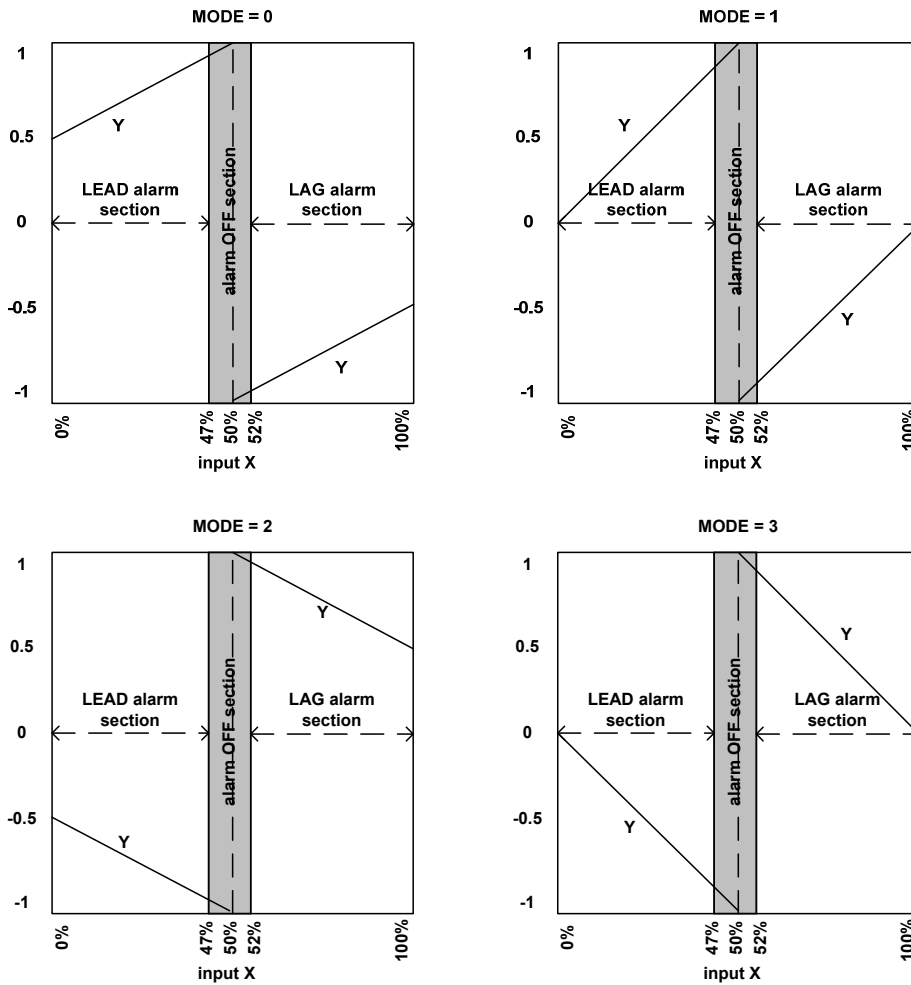 MODE = 0
1
0.5
0
-0.5
-1
Y
LEAD alarm
section
alarm OFF section
LAG alarm
section
Y
0%
47%
50%
52%
100%
input X
MODE = 1
1
0.5
0
-0.5
-1
Y
LEAD alarm
section
alarm OFF section
LAG alarm
section
Y
0%
47%
50%
52%
100%
input X
MODE = 2
1
0.5
0
-0.5
-1
Y
LEAD alarm
section
alarm OFF section
LAG alarm
section
Y
0%
47%
50%
52%
100%
input X
MODE = 3
1
0.5
0
-0.5
-1
Y
LEAD alarm
section
alarm OFF section
LAG alarm
section
Y
0%
47%
50%
52%
100%
input X